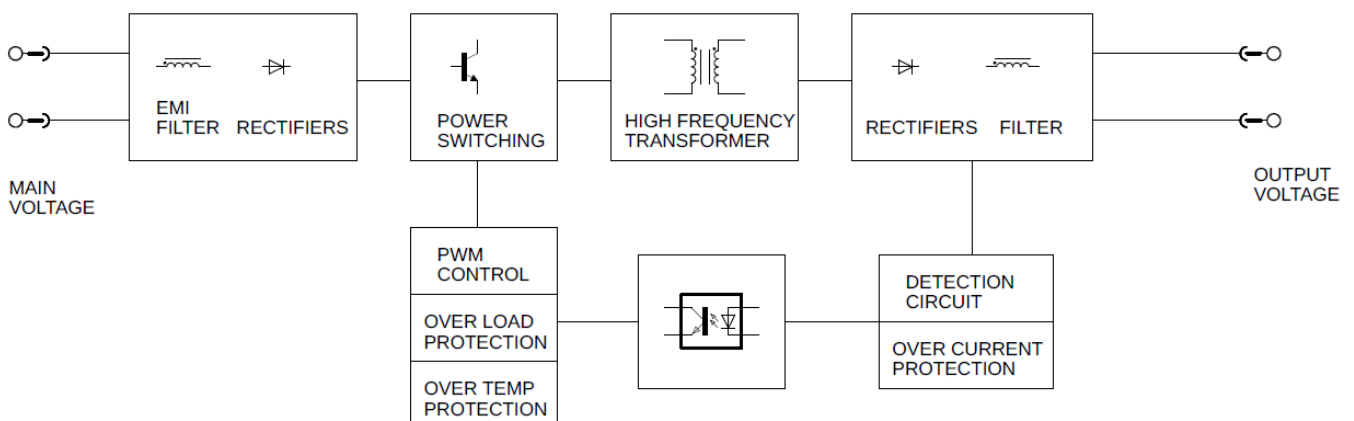 EMI
FILTER
RECTIFIERS
POWER
SWITCHING
HIGH FREQUENCY
TRANSFORMER
RECTIFIERS
FILTER
MAIN
VOLTAGE
OUTPUT
VOLTAGE
PWM
CONTROL
OVER LOAD
PROTECTION
OVER TEMP
PROTECTION
DETECTION
CIRCUIT
OVER CURRENT
PROTECTION